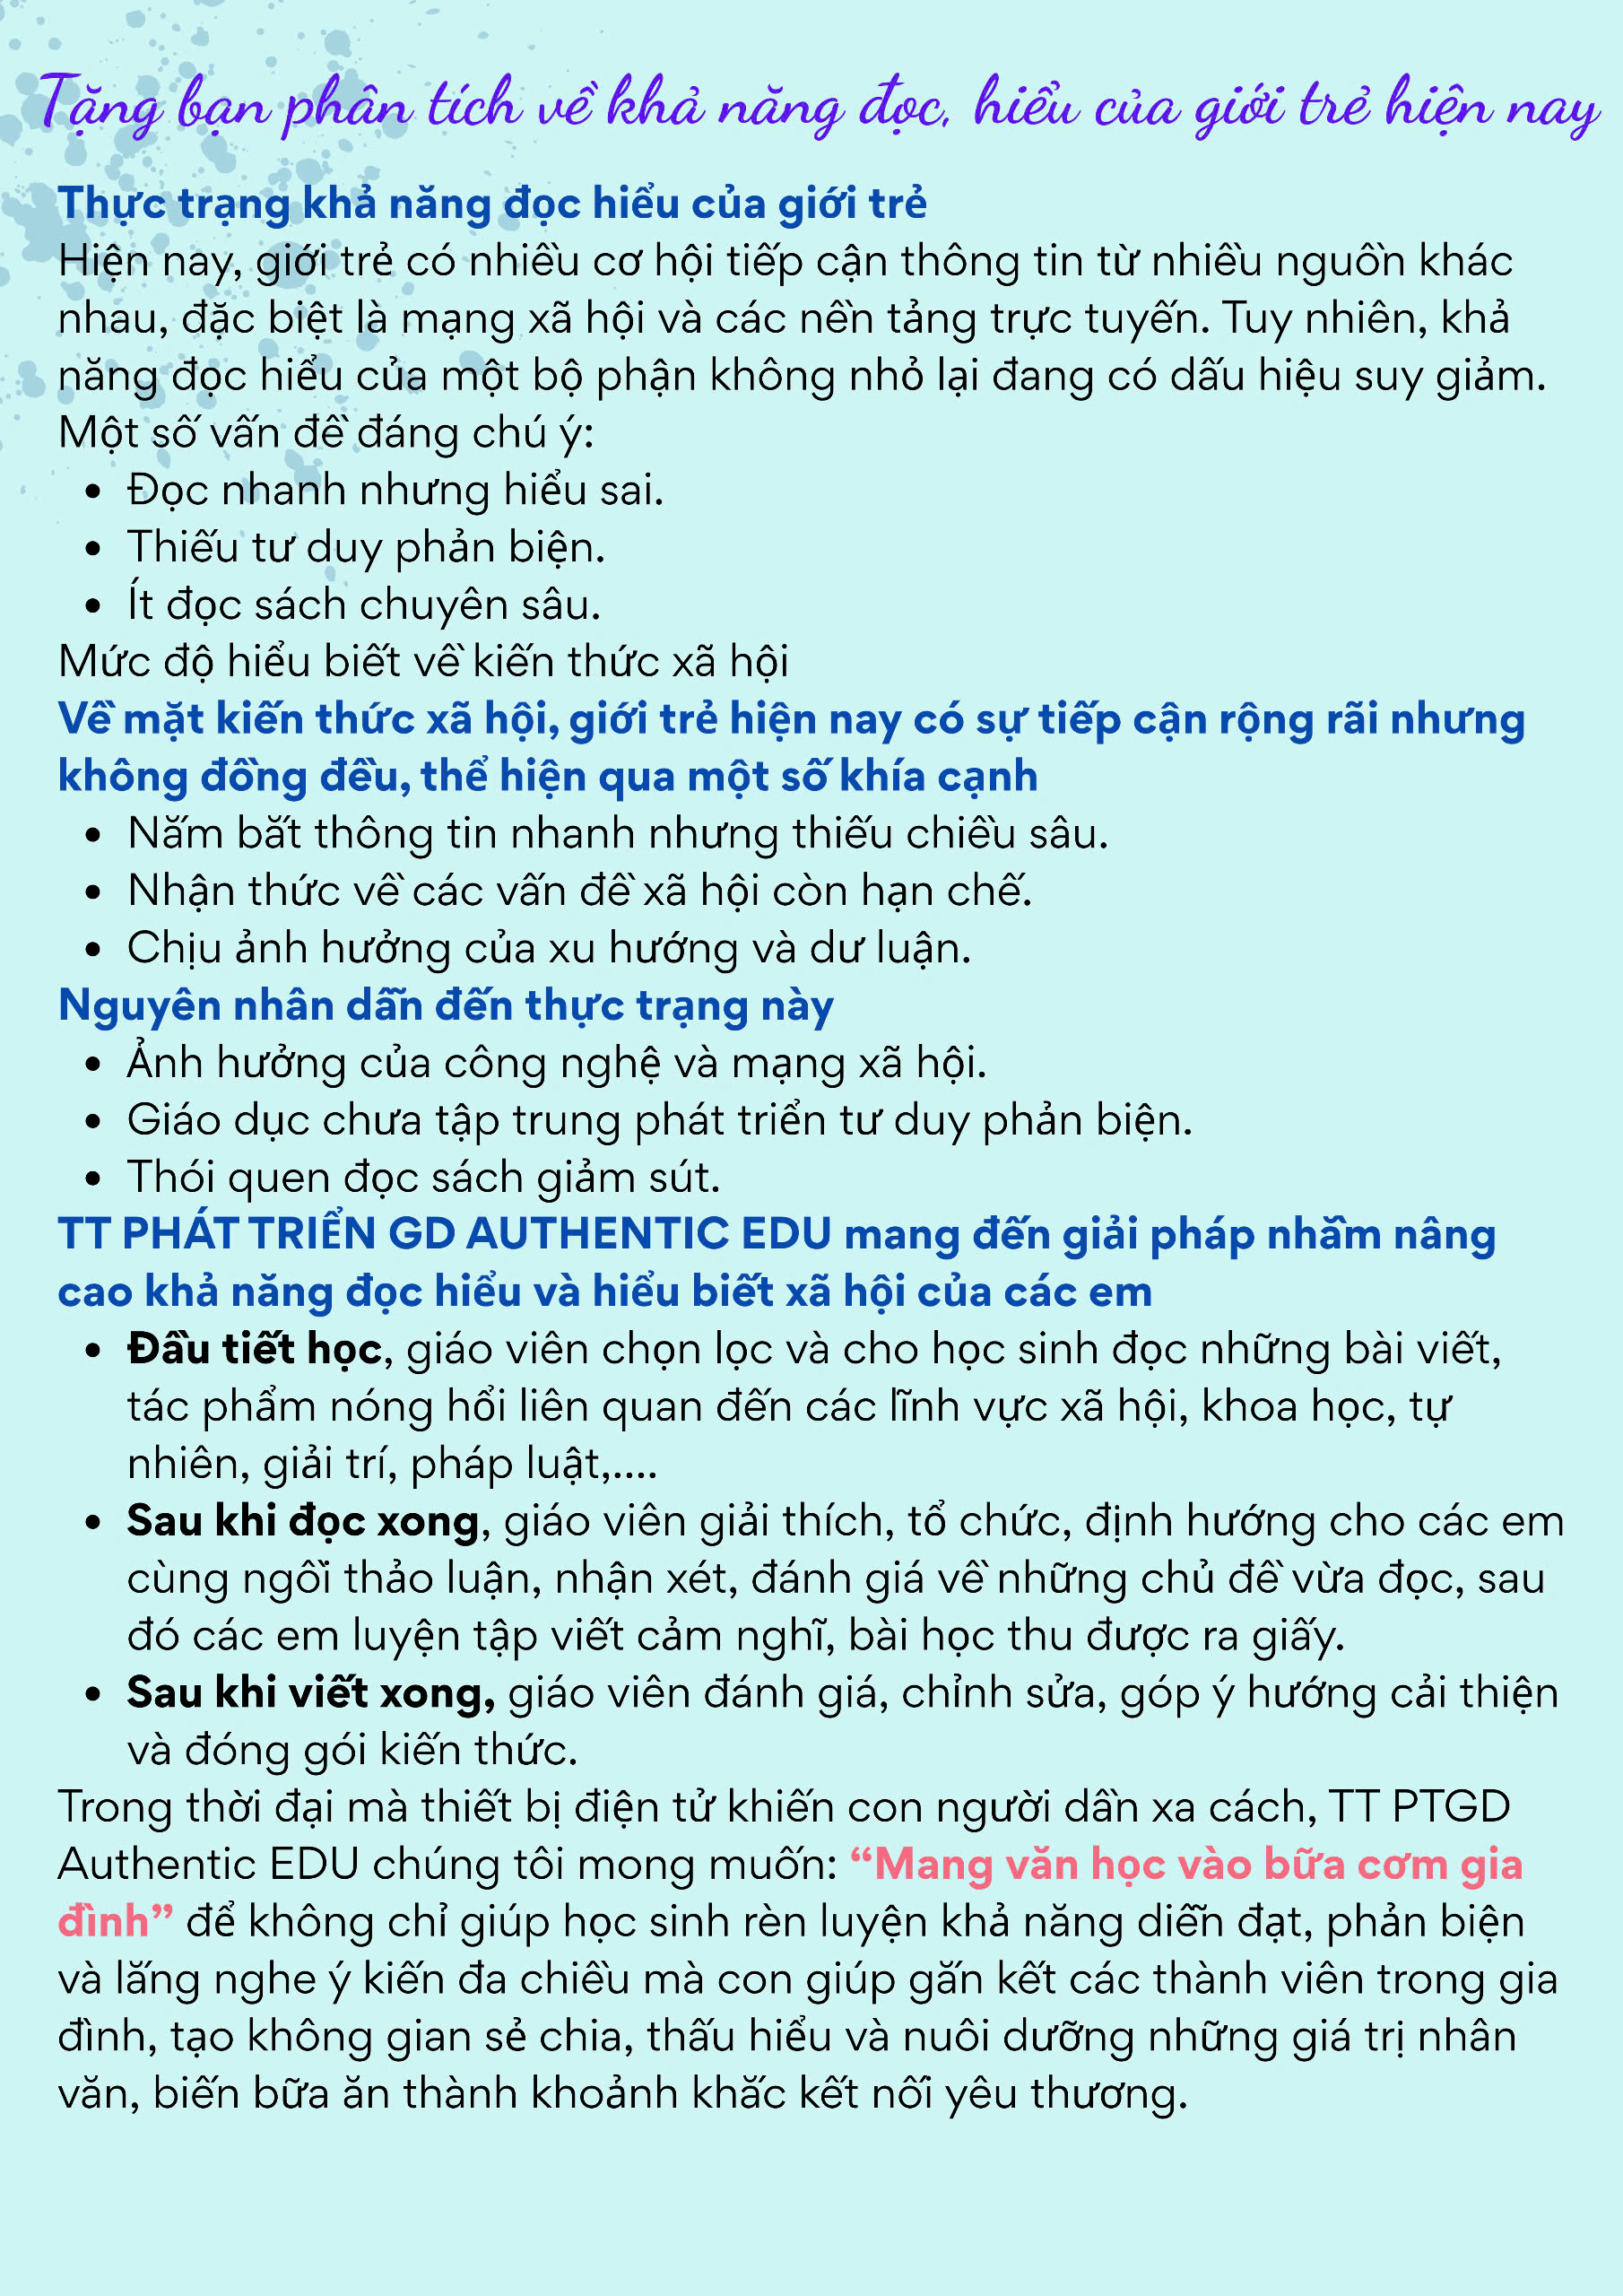 Tặng bạn phân tích về khả năng đọc, hiểu của giới trẻ hiện nay
Thực trạng khả năng đọc hiểu của giới trẻ
Hiện nay, giới trẻ có nhiều cơ hội tiếp cận thông tin từ nhiều nguồn khác
nhau, đặc biệt là mạng xã hội và các nền tảng trực tuyến. Tuy nhiên, khả
năng đọc hiểu của một bộ phận không nhỏ lại đang có dấu hiệu suy giảm.
Một số vấn đề đáng chú ý:
• Đọc nhanh nhưng hiểu sai.
• Thiếu tư duy phản biện.
• Ít đọc sách chuyên sâu.
Mức độ hiểu biết về kiến thức xã hội
Về mặt kiến thức xã hội, giới trẻ hiện nay có sự tiếp cận rộng rãi nhưng
không đồng đều, thể hiện qua một số khía cạnh
• Nắm bắt thông tin nhanh nhưng thiếu chiều sâu.
• Nhận thức về các vấn đề xã hội còn hạn chế.
• Chịu ảnh hưởng của xu hướng và dư luận.
Nguyên nhân dẫn đến thực trạng này
• Ảnh hưởng của công nghệ và mạng xã hội.
• Giáo dục chưa tập trung phát triển tư duy phản biện.
• Thói quen đọc sách giảm sút.
TT PHÁT TRIỂN GD AUTHENTIC EDU mang đến giải pháp nhằm nâng
cao khả năng đọc hiểu và hiểu biết xã hội của các em
• Đầu tiết học, giáo viên chọn lọc và cho học sinh đọc những bài viết,
tác phẩm nóng hổi liên quan đến các lĩnh vực xã hội, khoa học, tự
nhiên, giải trí, pháp luật,....
• Sau khi đọc xong, giáo viên giải thích, tổ chức, định hướng cho các em
cùng ngồi thảo luận, nhận xét, đánh giá về những chủ đề vừa đọc, sau
đó các em luyện tập viết cảm nghĩ, bài học thu được ra giấy.
• Sau khi viết xong, giáo viên đánh giá, chỉnh sửa, góp ý hướng cải thiện
và đóng gói kiến thức.
Trong thời đại mà thiết bị điện tử khiến con người dần xa cách, TT PTGD
Authentic EDU chúng tôi mong muốn: “Mang văn học vào bữa cơm gia
đình” để không chỉ giúp học sinh rèn luyện khả năng diễn đạt, phản biện
và lắng nghe ý kiến đa chiều mà con giúp gắn kết các thành viên trong gia
đình, tạo không gian sẻ chia, thấu hiểu và nuôi dưỡng những giá trị nhân
văn, biến bữa ăn thành khoảnh khắc kết nối yêu thương.